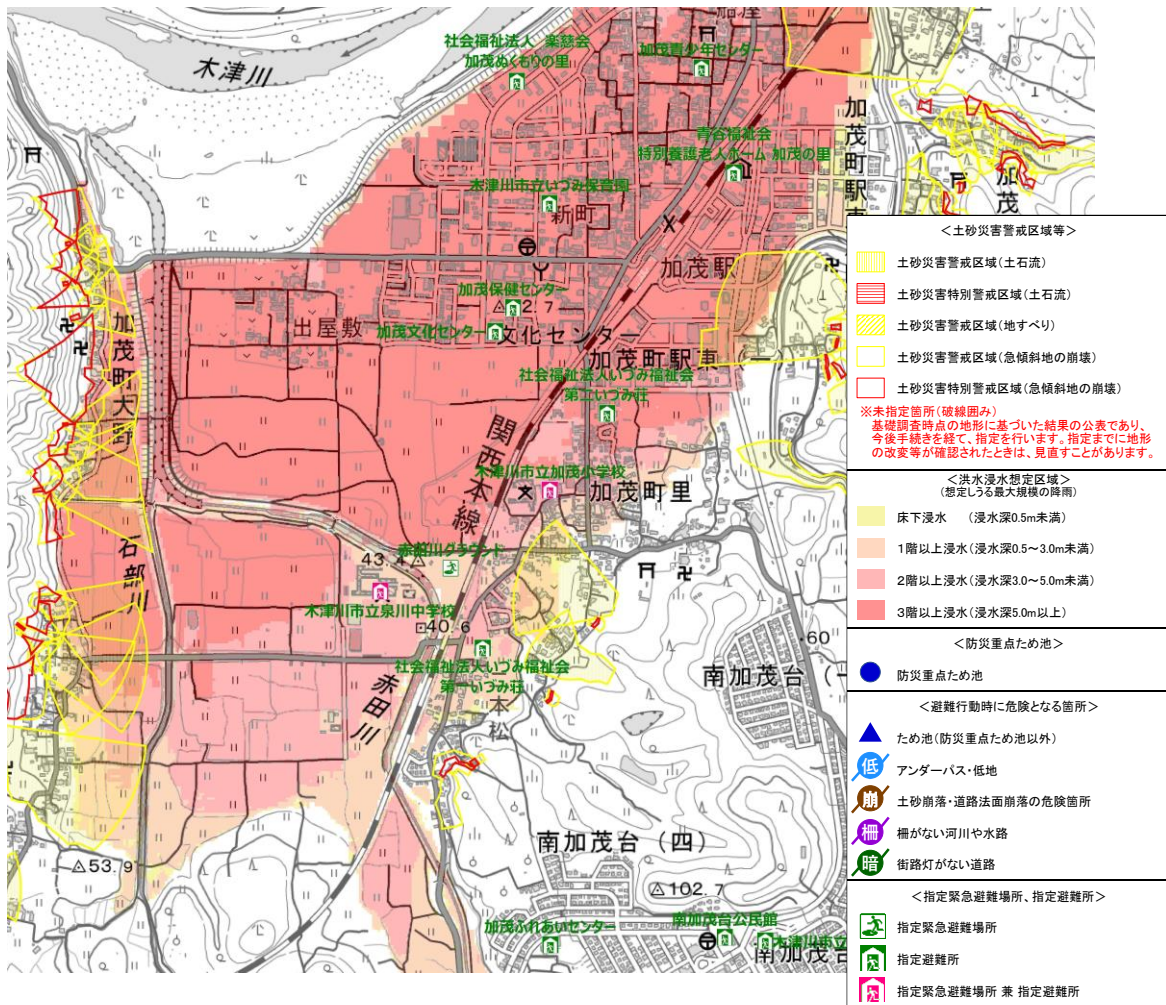 船屋
社会福祉法人 楽慈会
加茂ぬくもりの里
加茂青少年センター
木津川
加茂町駅東
青谷福祉会
特別養護老人ホーム 加茂の里
加茂
木津川市立いづみ保育園
新町
加茂駅
加茂保健センター
2.7
出屋敷
加茂文化センター
文化センター
加茂町駅東(一
加茂町大野
社会福祉法人いづみ福祉会
第二いづみ荘
関西本線
木津川市立加茂小学校
加茂町里
石部川
赤田川グラウンド
43.4
木津川市立泉川中学校
40.6
60
社会福祉法人いづみ福祉会
第一いづみ荘
南加茂台(一
赤田川
一本松
南加茂台(四)
53.9
102.7
加茂ふれあいセンター
南加茂台公民館
木津川市立
南加茂台
<土砂災害警戒区域等>
土砂災害警戒区域(土石流)
土砂災害特別警戒区域(土石流)
土砂災害警戒区域(地すべり)
土砂災害警戒区域(急傾斜地の崩壊)
土砂災害特別警戒区域(急傾斜地の崩壊)
※未指定箇所(破線囲み)
基礎調査時点の地形に基づいた結果の公表であり、
今後手続きを経て、指定を行います。指定までに地形
の改変等が確認されたときは、見直すことがあります。
<洪水浸水想定区域>
(想定しうる最大規模の降雨)
床下浸水 (浸水深0.5m未満)
1階以上浸水(浸水深0.5~3.0m未満)
2階以上浸水(浸水深3.0~5.0m未満)
3階以上浸水(浸水深5.0m以上)
<防災重点ため池>
防災重点ため池
<避難行動時に危険となる箇所>
ため池(防災重点ため池以外)
低 アンダーパス・低地
崩 土砂崩落・道路法面崩落の危険箇所
柵 柵がない河川や水路
暗 街路灯がない道路
<指定緊急避難場所、指定避難所>
指定緊急避難場所
指定避難所
指定緊急避難場所 兼 指定避難所